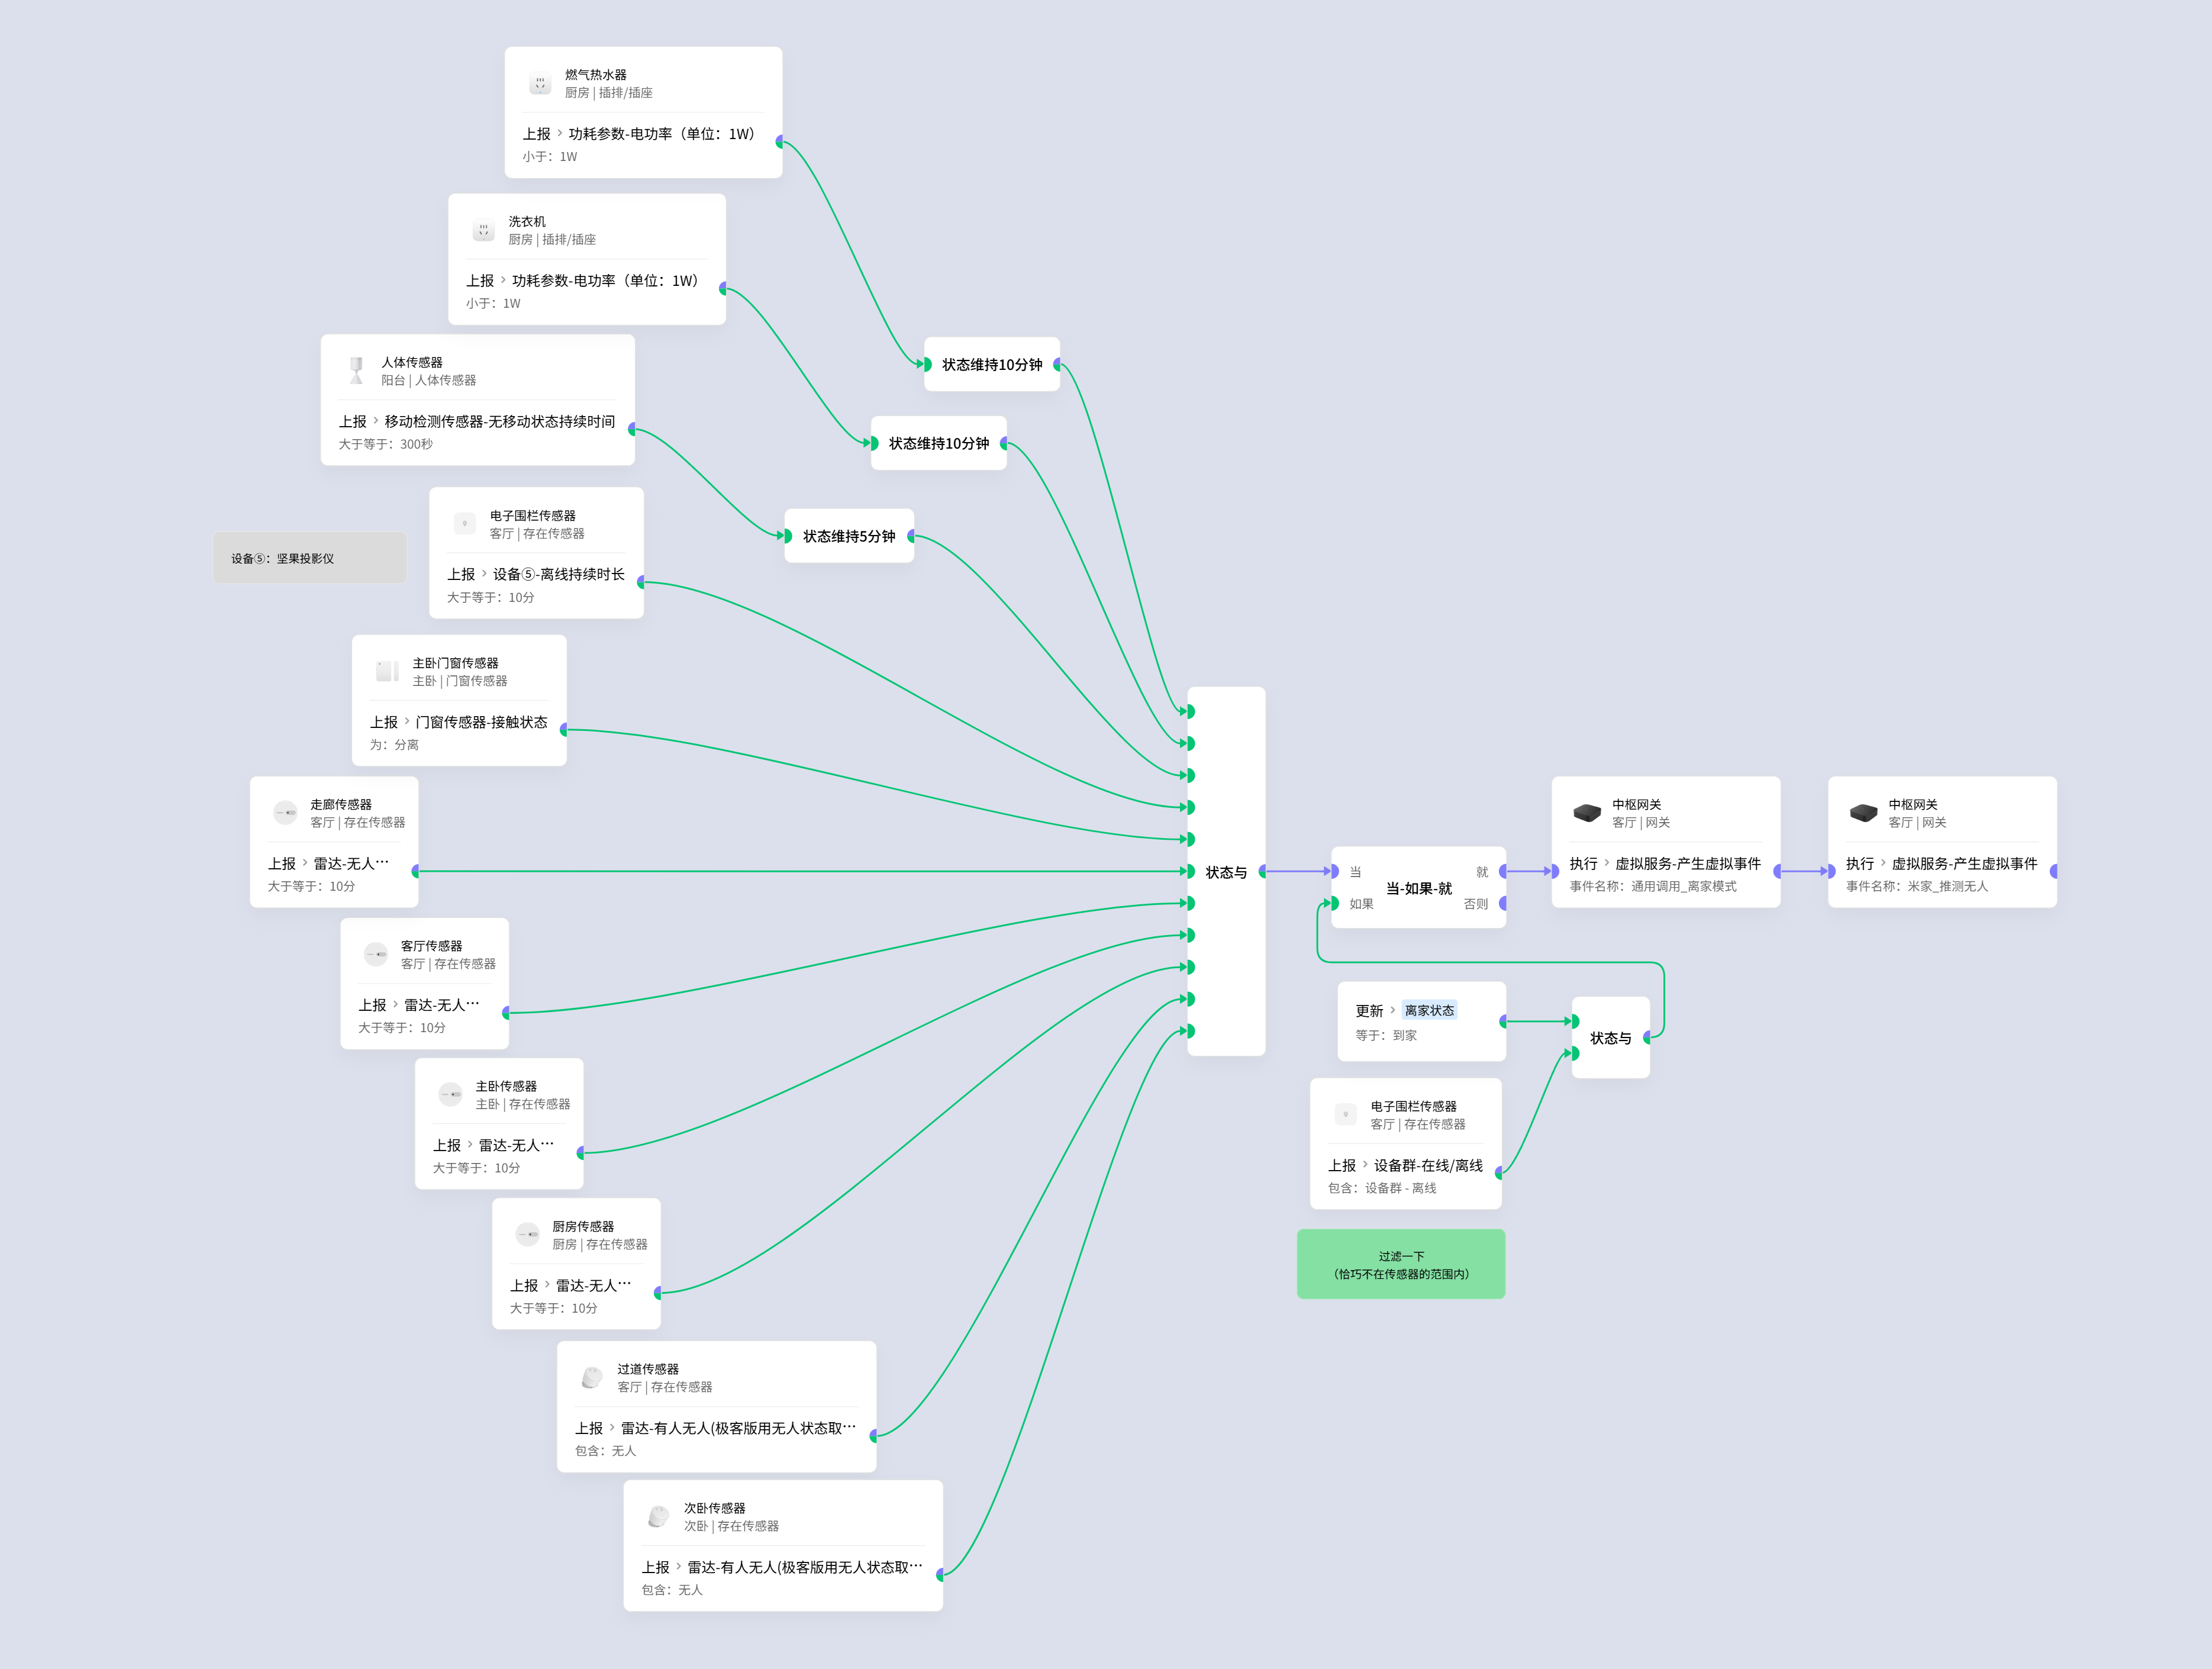 燃气热水器
厨房 | 插排/插座
上报 › 功耗参数-电功率（单位：1W）
小于：1W
洗衣机
厨房 | 插排/插座
上报 › 功耗参数-电功率（单位：1W）
小于：1W
人体传感器
阳台 | 人体传感器
上报 › 移动检测传感器-无移动状态持续时间
大于等于：300秒
状态维持10分钟
状态维持10分钟
状态维持5分钟
设备⑤：坚果投影仪
电子围栏传感器
客厅 | 存在传感器
上报 › 设备⑤-离线持续时长
大于等于：10分
主卧门窗传感器
主卧 | 门窗传感器
上报 › 门窗传感器-接触状态
为：分离
走廊传感器
客厅 | 存在传感器
上报 › 雷达-无人…
大于等于：10分
客厅传感器
客厅 | 存在传感器
上报 › 雷达-无人…
大于等于：10分
主卧传感器
主卧 | 存在传感器
上报 › 雷达-无人…
大于等于：10分
厨房传感器
厨房 | 存在传感器
上报 › 雷达-无人…
大于等于：10分
过道传感器
客厅 | 存在传感器
上报 › 雷达-有人无人(极客版用无人状态取…
包含：无人
次卧传感器
次卧 | 存在传感器
上报 › 雷达-有人无人(极客版用无人状态取…
包含：无人
状态与
当 就
当-如果-就
如果 否则
中枢网关
客厅 | 网关
执行 › 虚拟服务-产生虚拟事件
事件名称：通用调用_离家模式
中枢网关
客厅 | 网关
执行 › 虚拟服务-产生虚拟事件
事件名称：米家_推测无人
更新 › 离家状态
等于：到家
状态与
电子围栏传感器
客厅 | 存在传感器
上报 › 设备群-在线/离线
包含：设备群 - 离线
过滤一下
（恰巧不在传感器的范围内）